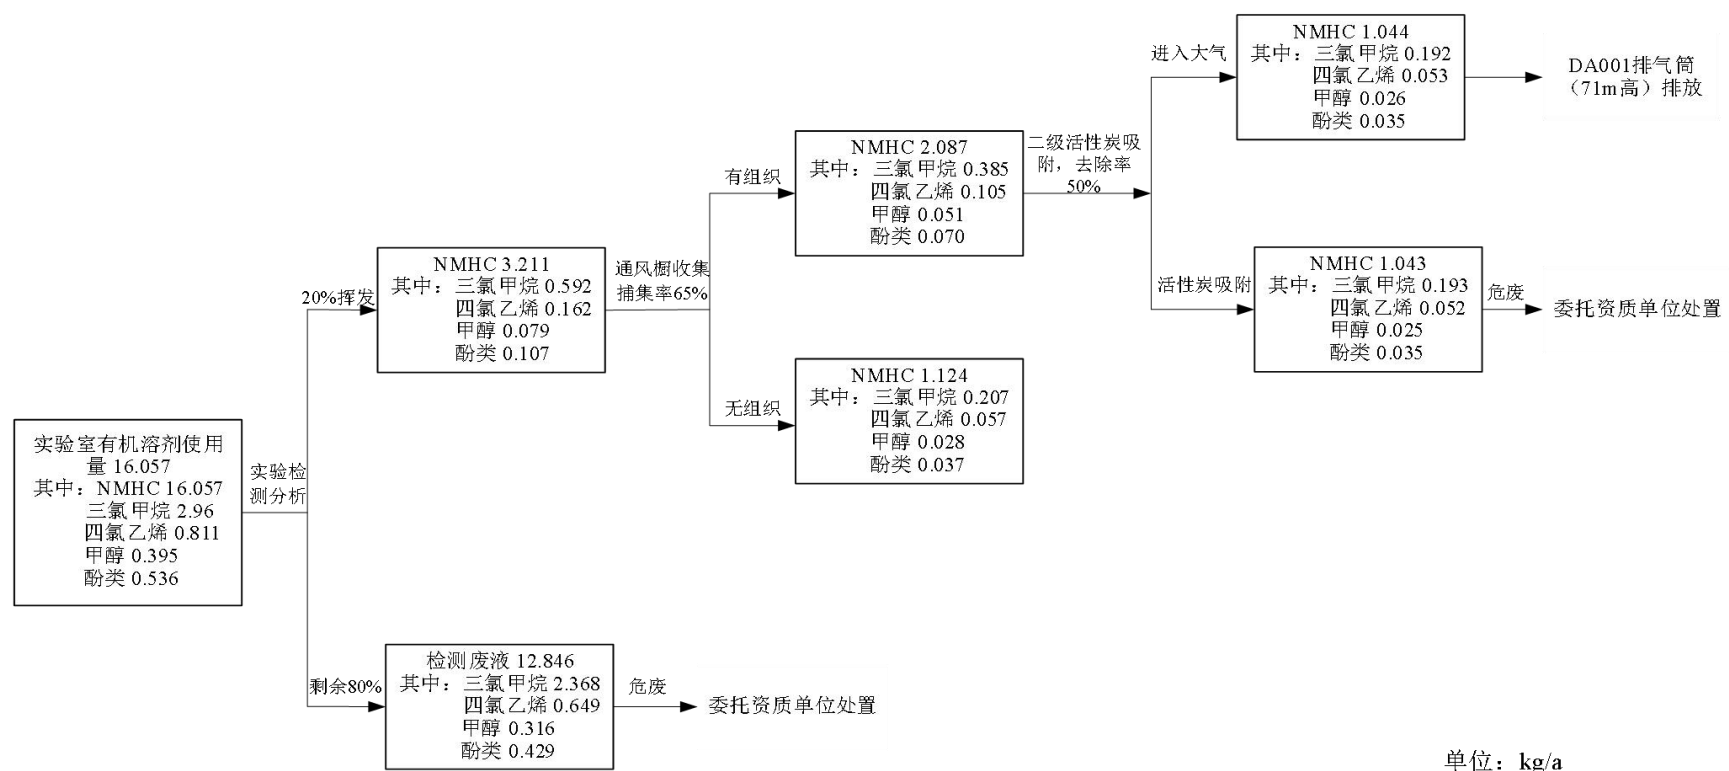 实验室有机溶剂使用
量 16.057
其中：NMHC 16.057
三氯甲烷 2.96
四氯乙烯 0.811
甲醇 0.395
酚类 0.536
实验检
测分析
20%挥发
NMHC 3.211
其中：三氯甲烷 0.592
四氯乙烯 0.162
甲醇 0.079
酚类 0.107
通风橱收集
捕集率65%
有组织
NMHC 2.087
其中：三氯甲烷 0.385
四氯乙烯 0.105
甲醇 0.051
酚类 0.070
二级活性炭吸
附，去除率
50%
进入大气
NMHC 1.044
其中：三氯甲烷 0.192
四氯乙烯 0.053
甲醇 0.026
酚类 0.035
DA001排气筒
（71m高）排放
活性炭吸附
NMHC 1.043
其中：三氯甲烷 0.193
四氯乙烯 0.052
甲醇 0.025
酚类 0.035
危废
委托资质单位处置
无组织
NMHC 1.124
其中：三氯甲烷 0.207
四氯乙烯 0.057
甲醇 0.028
酚类 0.037
剩余80%
检测废液 12.846
其中：三氯甲烷 2.368
四氯乙烯 0.649
甲醇 0.316
酚类 0.429
危废
委托资质单位处置
单位：kg/a